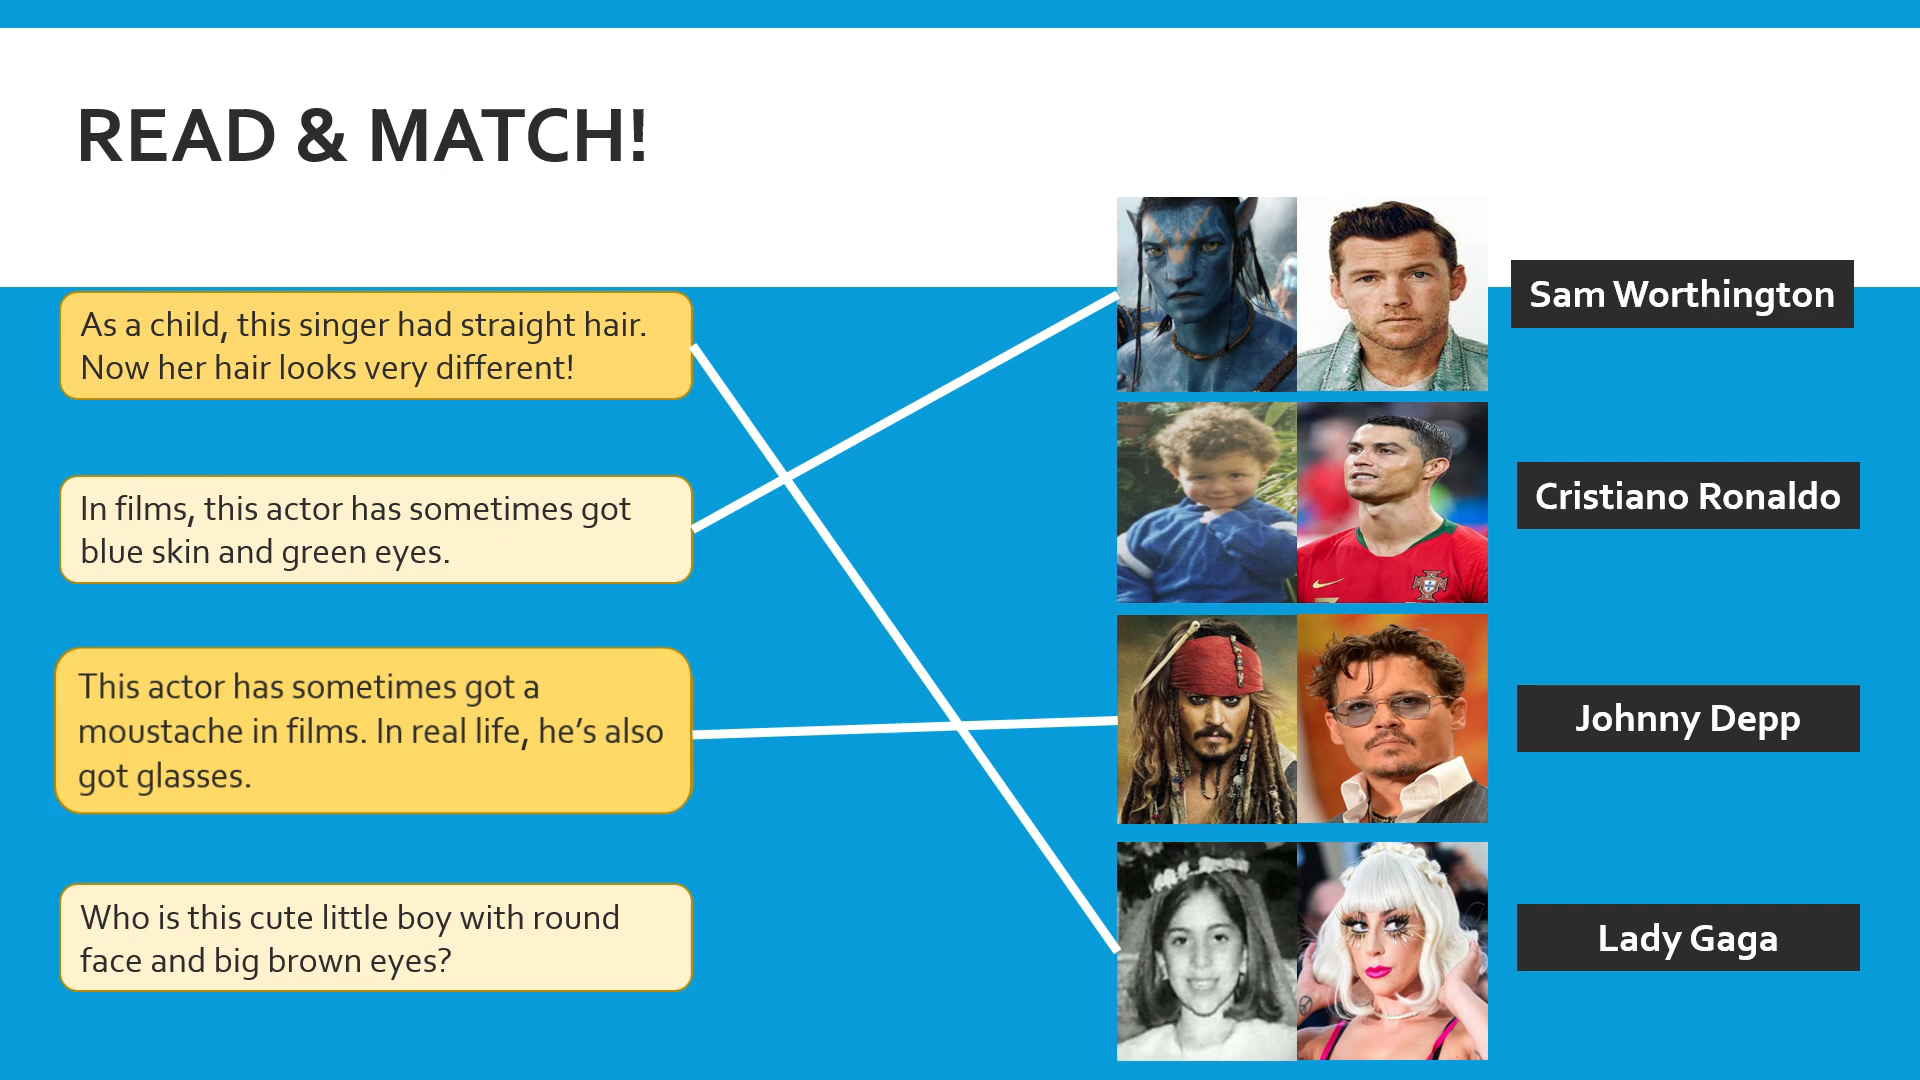 READ & MATCH!
As a child, this singer had straight hair.
Now her hair looks very different!
In films, this actor has sometimes got
blue skin and green eyes.
This actor has sometimes got a
moustache in films. In real life, he’s also
got glasses.
Who is this cute little boy with round
face and big brown eyes?
Sam Worthington
Cristiano Ronaldo
Johnny Depp
Lady Gaga